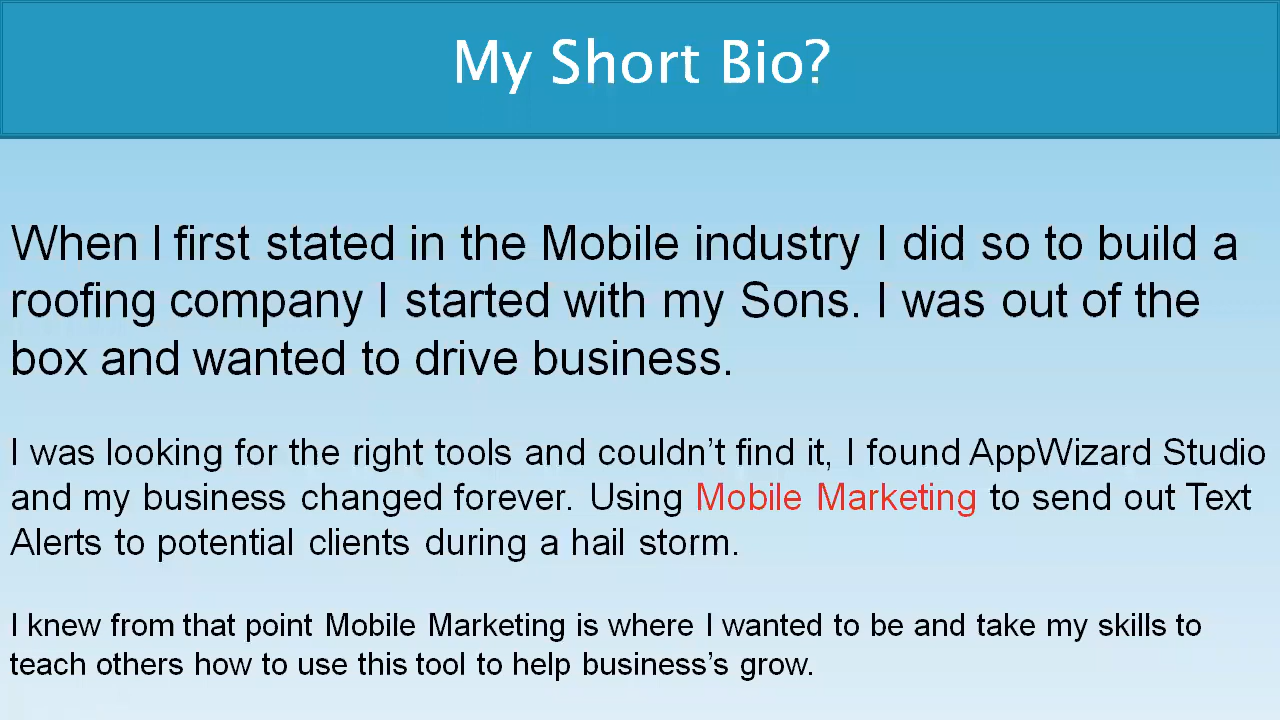 My Short Bio?
When I first stated in the Mobile industry I did so to build a
roofing company I started with my Sons. I was out of the
box and wanted to drive business.
I was looking for the right tools and couldn’t find it, I found AppWizard Studio
and my business changed forever. Using Mobile Marketing to send out Text
Alerts to potential clients during a hail storm.
I knew from that point Mobile Marketing is where I wanted to be and take my skills to
teach others how to use this tool to help business’s grow.